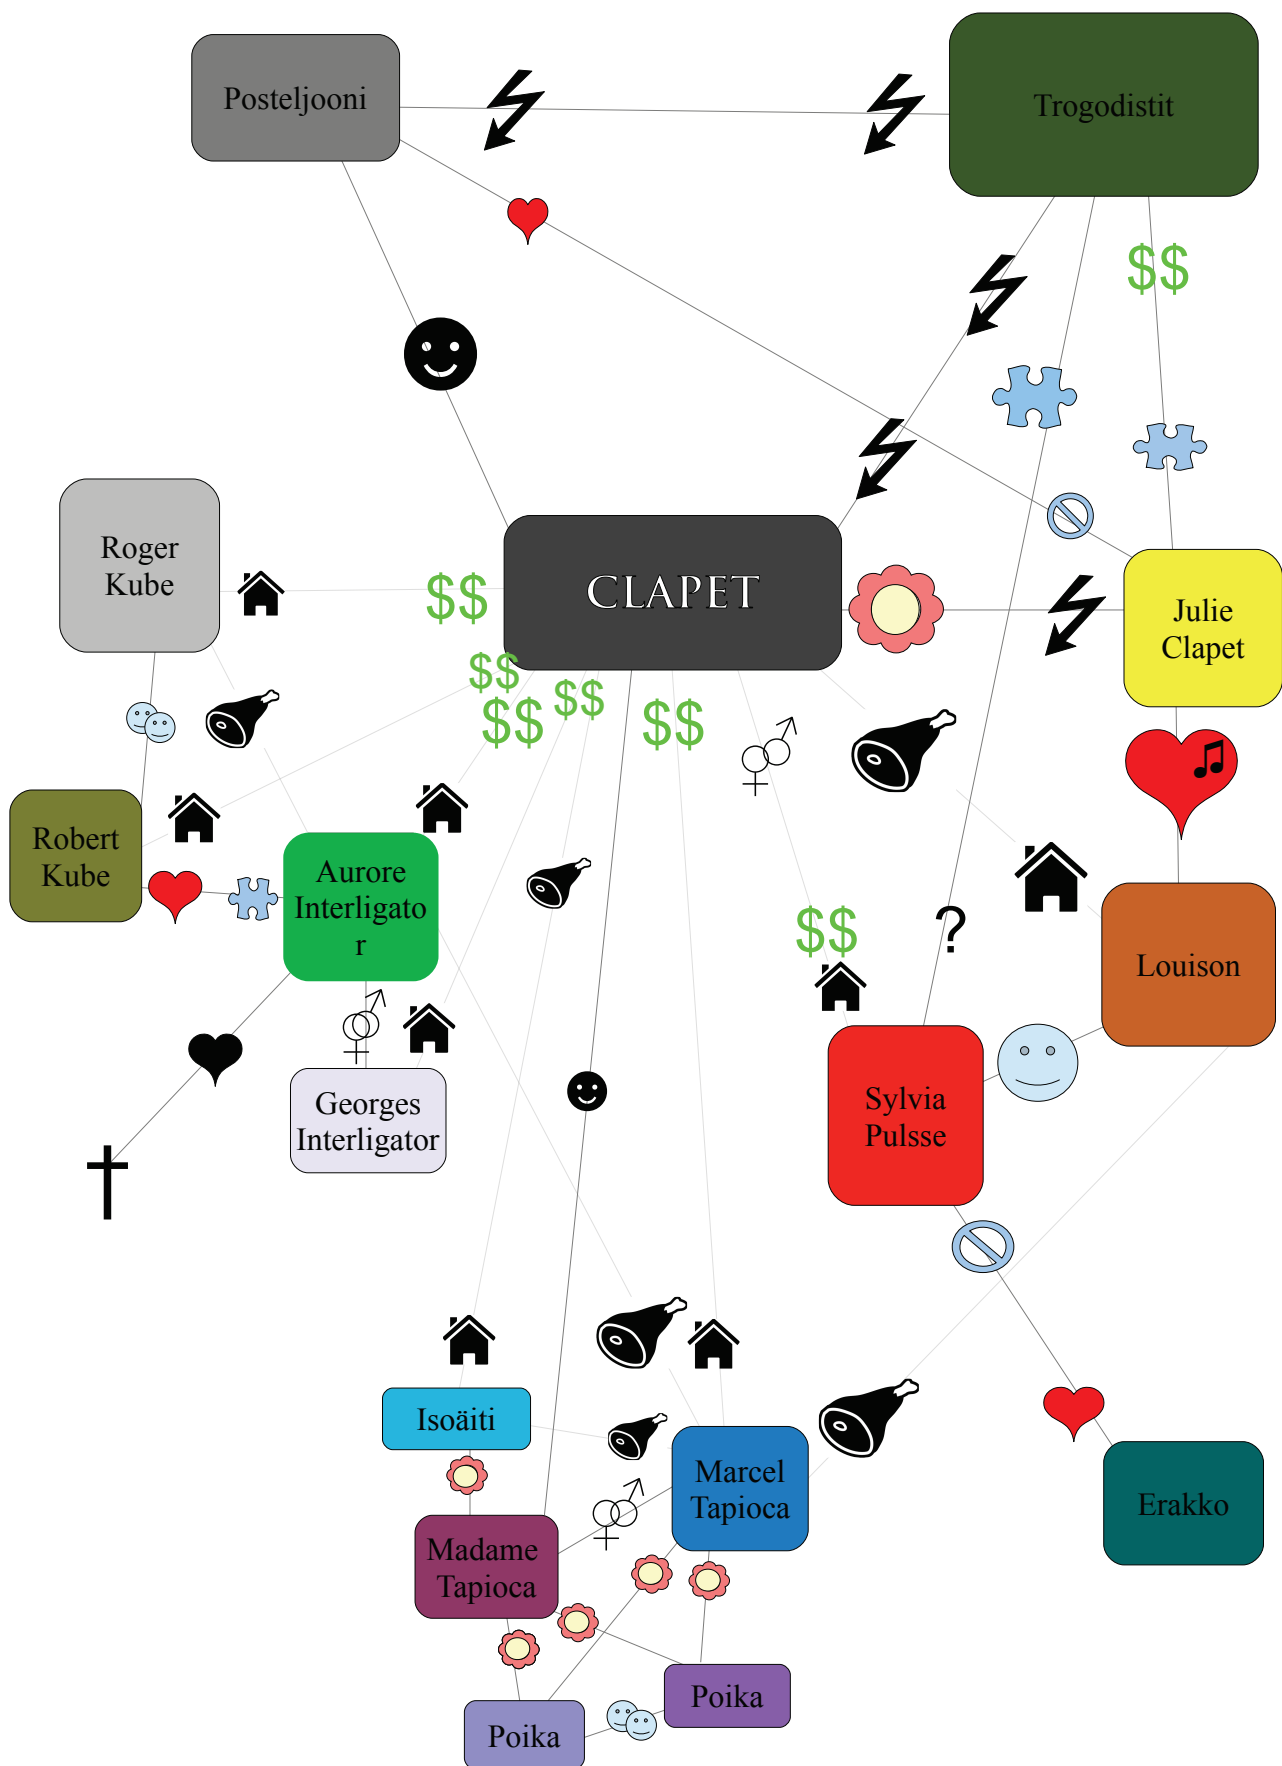 Posteljooni
Trogodistit
$$
Roger
Kube
CLAPET
$$
Julie
Clapet
$$
$$
$$
$$
Robert
Kube
Aurore
Interligato
r
$$
?
Louison
Georges
Interligator
Sylvia
Pulsse
Isoäiti
Marcel
Tapioca
Erakko
Madame
Tapioca
Poika
Poika